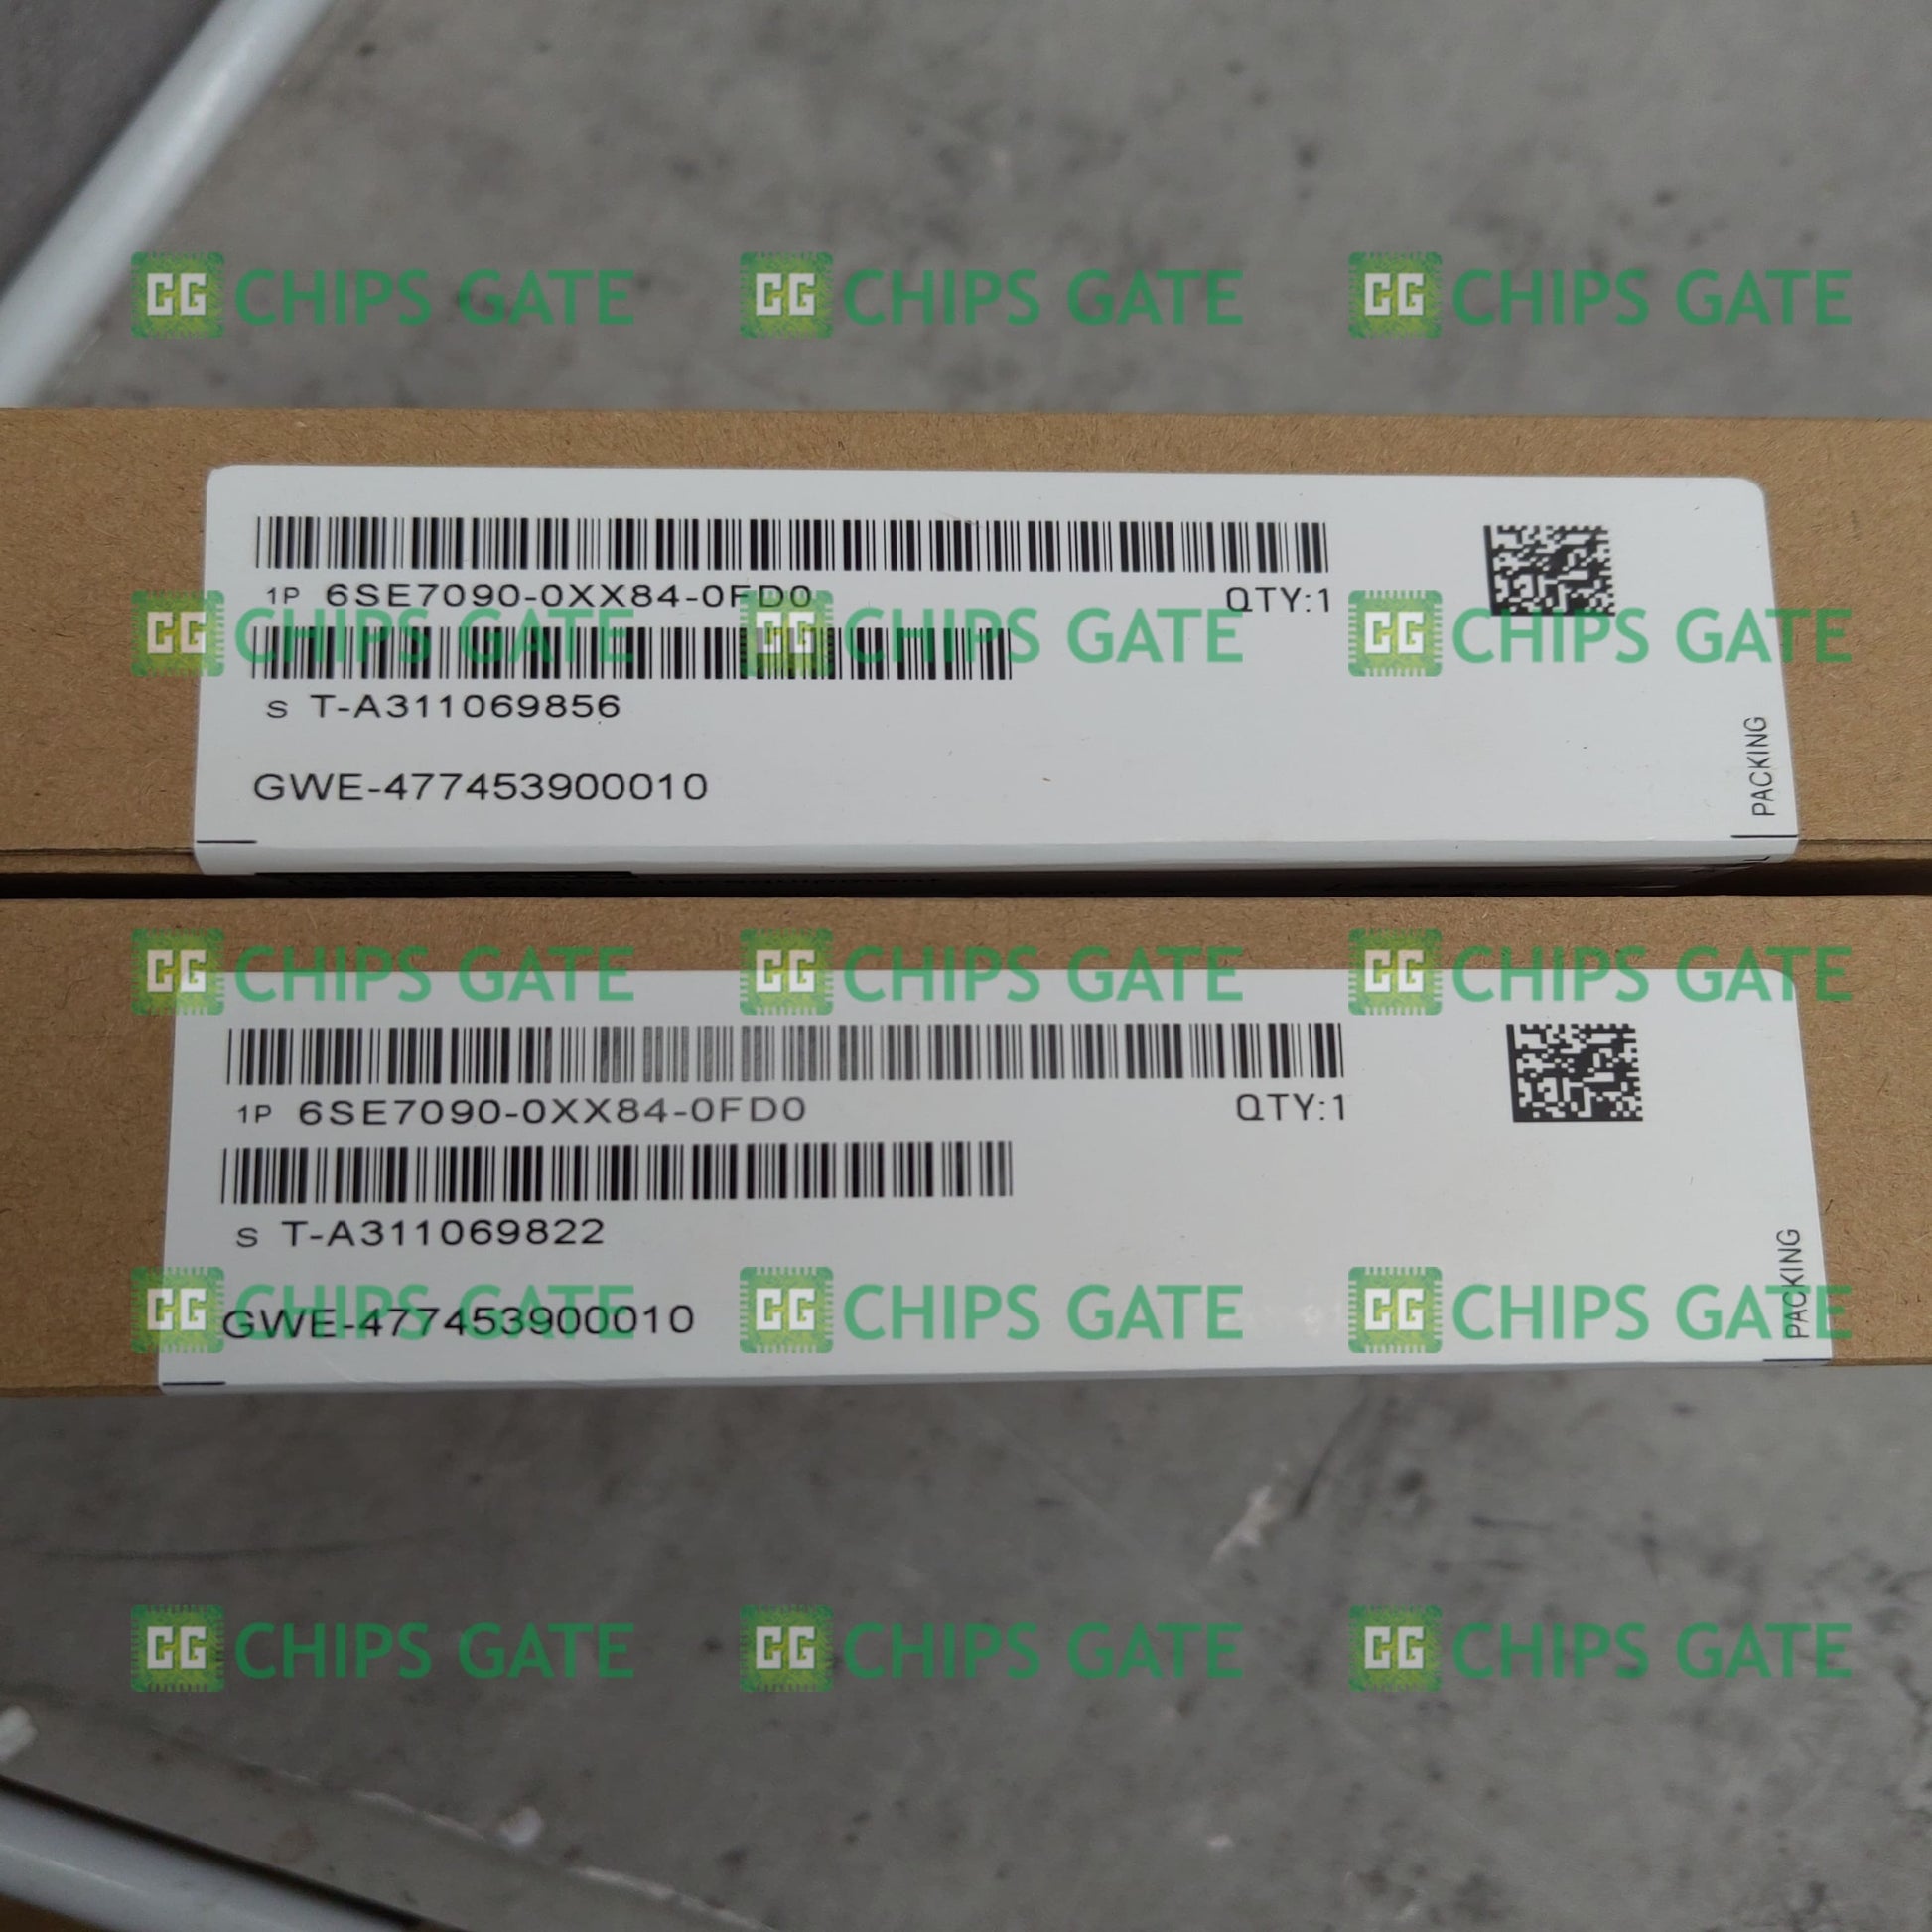 CG CHIPS GATE CG CHIPS GATE CG CHIPS GATE
1P 6SE7090-0XX84-0FD0 QTY:1
CG CHIPS GATE CG CHIPS GATE CG CHIPS GATE
S T-A311069856
GWE-477453900010
PACKING
CG CHIPS GATE CG CHIPS GATE CG CHIPS GATE
1P 6SE7090-0XX84-0FD0 QTY:1
S T-A311069822
CG CHIPS GATE CG CHIPS GATE CG CHIPS GATE
GWE-477453900010
PACKING
CG CHIPS GATE CG CHIPS GATE CG CHIPS GATE